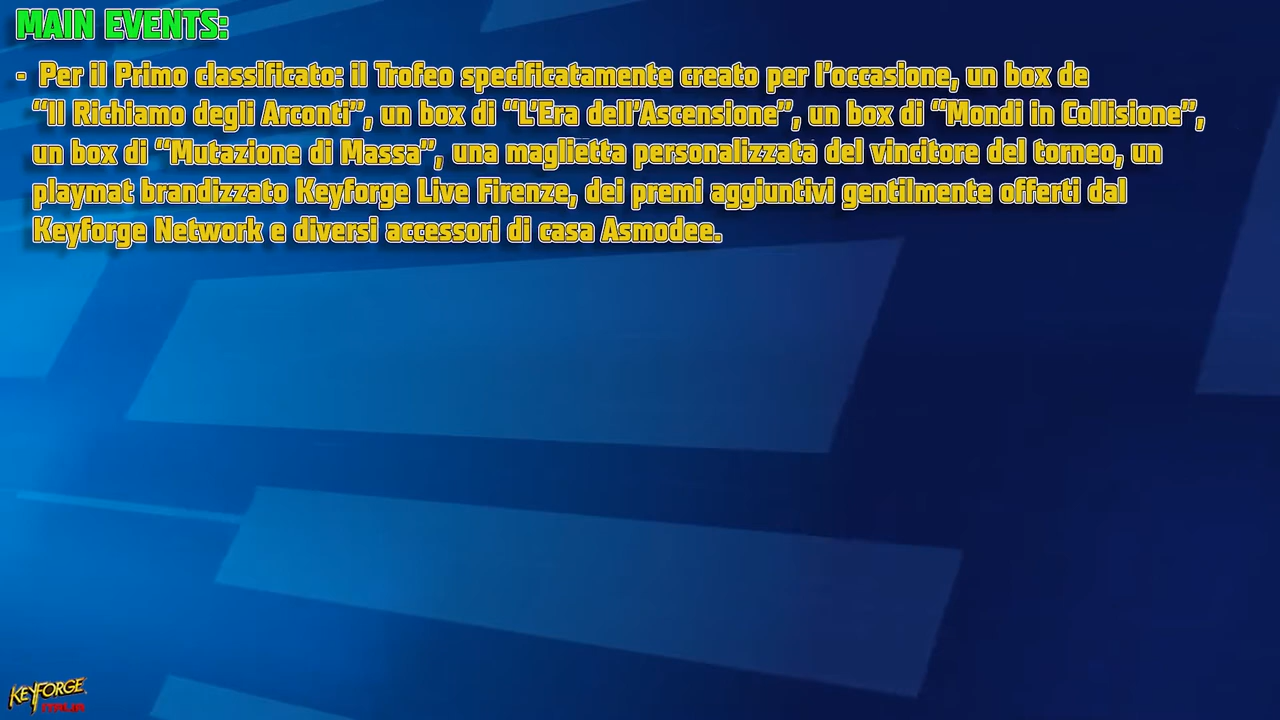 MAIN EVENTS:
- Per il Primo classificato: il Trofeo specificatamente creato per l'occasione, un box de
“Il Richiamo degli Arconti”, un box di “L'Era dell'Ascensione”, un box di “Mondi in Collisione”,
un box di “Mutazione di Massa”, una maglietta personalizzata del vincitore del torneo, un
playmat brandizzato Keyforge Live Firenze, dei premi aggiuntivi gentilmente offerti dal
Keyforge Network e diversi accessori di casa Asmodee.
KEYFORGE
ITALIA